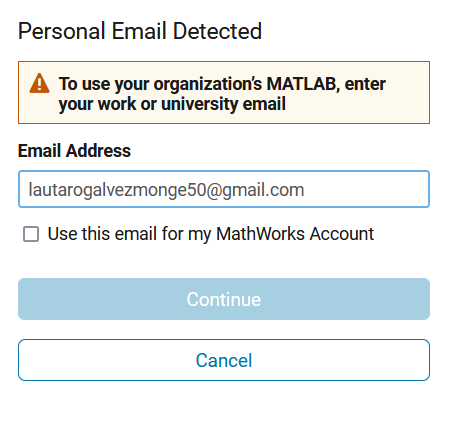 Personal Email Detected
To use your organization’s MATLAB, enter
your work or university email
Email Address
lautarogalvezmonge50@gmail.com
Use this email for my MathWorks Account
Continue
Cancel